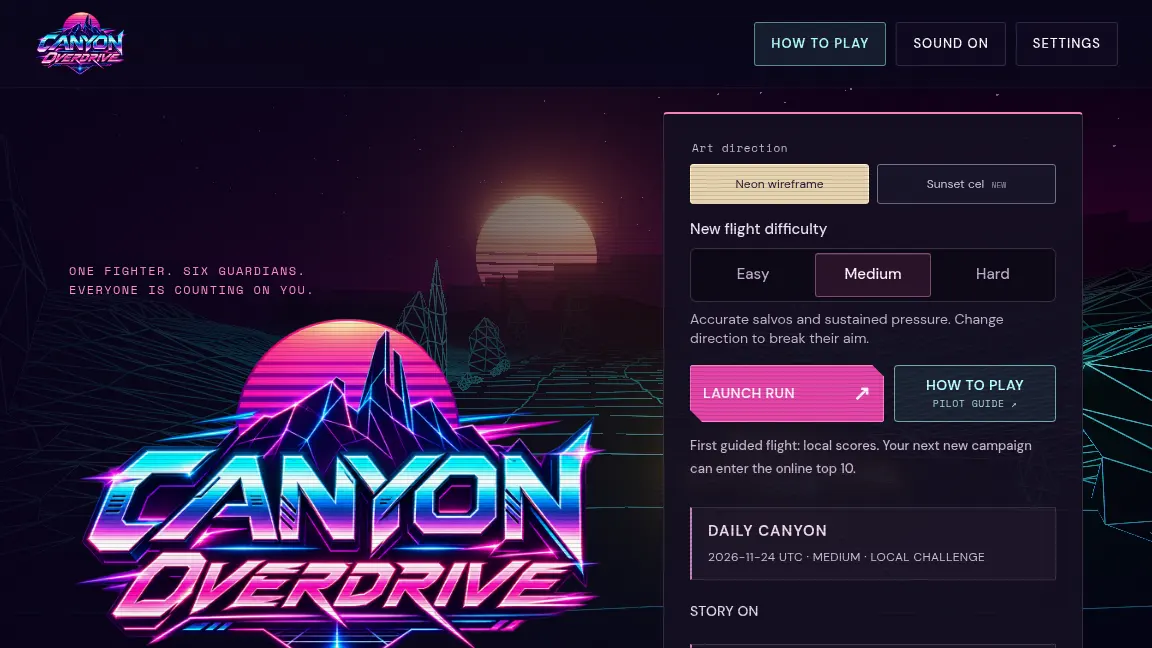 CANYON
OVERDRIVE
HOW TO PLAY
SOUND ON
SETTINGS
ONE FIGHTER. SIX GUARDIANS.
EVERYONE IS COUNTING ON YOU.
CANYON
OVERDRIVE
Art direction
Neon wireframe
Sunset cel NEW
New flight difficulty
Easy
Medium
Hard
Accurate salvos and sustained pressure. Change
direction to break their aim.
LAUNCH RUN ↗
HOW TO PLAY
PILOT GUIDE ↗
First guided flight: local scores. Your next new campaign
can enter the online top 10.
DAILY CANYON
2026-11-24 UTC · MEDIUM · LOCAL CHALLENGE
STORY ON